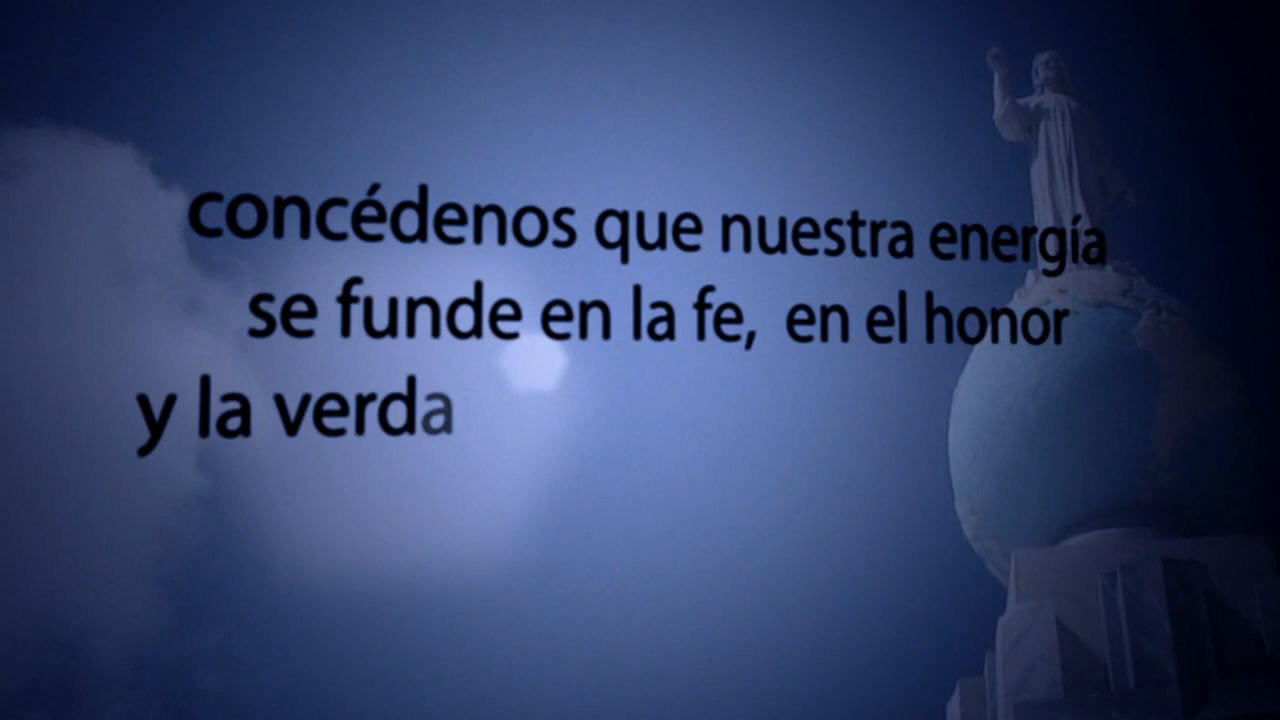 concédenos que nuestra energía
se funde en la fe, en el honor
y la verda